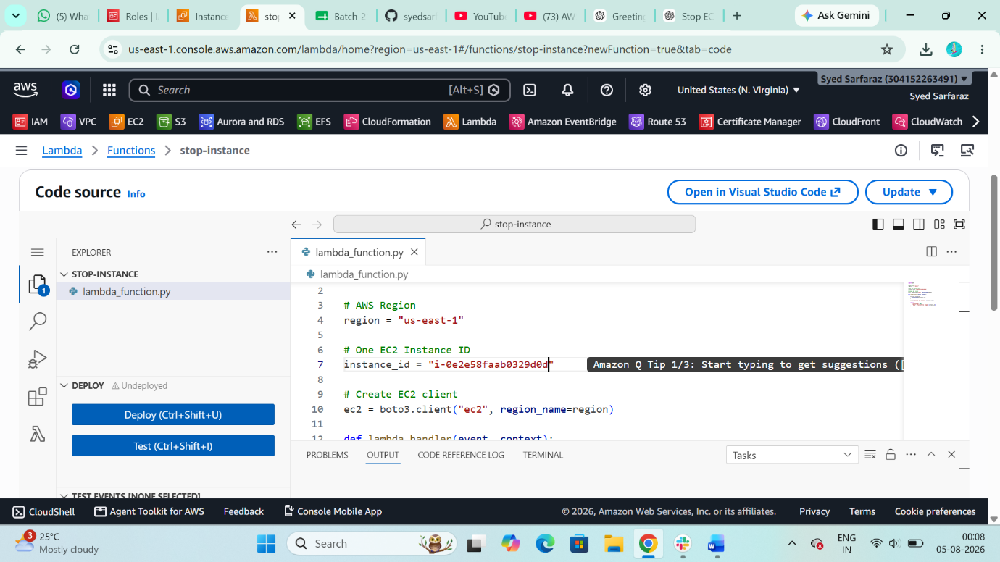 (5) Wha
Roles | I
Instance
stop
Batch-2
syedsar
YouTub
(73) AW
Greeting
Stop EC
Ask Gemini
us-east-1.console.aws.amazon.com/lambda/home?region=us-east-1#/functions/stop-instance?newFunction=true&tab=code
aws
Search
[Alt+S]
United States (N. Virginia) ▼
Syed Sarfaraz (304152263491) ▼
Syed Sarfaraz
IAM
VPC
EC2
S3
Aurora and RDS
EFS
CloudFormation
Lambda
Amazon EventBridge
Route 53
Certificate Manager
CloudFront
CloudWatch
Lambda > Functions > stop-instance
Code source Info
Open in Visual Studio Code
Update ▼
stop-instance
EXPLORER
lambda_function.py
STOP-INSTANCE
lambda_function.py
1
lambda_function.py
2
3 # AWS Region
4 region = "us-east-1"
5
6 # One EC2 Instance ID
7 instance_id = "i-0e2e58faab0329d0d"
Amazon Q Tip 1/3: Start typing to get suggestions ([
8
9 # Create EC2 client
10 ec2 = boto3.client("ec2", region_name=region)
11
12 def lambda_handler(event, context):
DEPLOY Undeployed
Deploy (Ctrl+Shift+U)
Test (Ctrl+Shift+I)
TEST EVENTS [NONE SELECTED]
PROBLEMS
OUTPUT
CODE REFERENCE LOG
TERMINAL
Tasks
CloudShell
Agent Toolkit for AWS
Feedback
Console Mobile App
© 2026, Amazon Web Services, Inc. or its affiliates.
Privacy
Terms
Cookie preferences
3
25°C
Mostly cloudy
Search
ENG
IN
00:08
05-08-2026